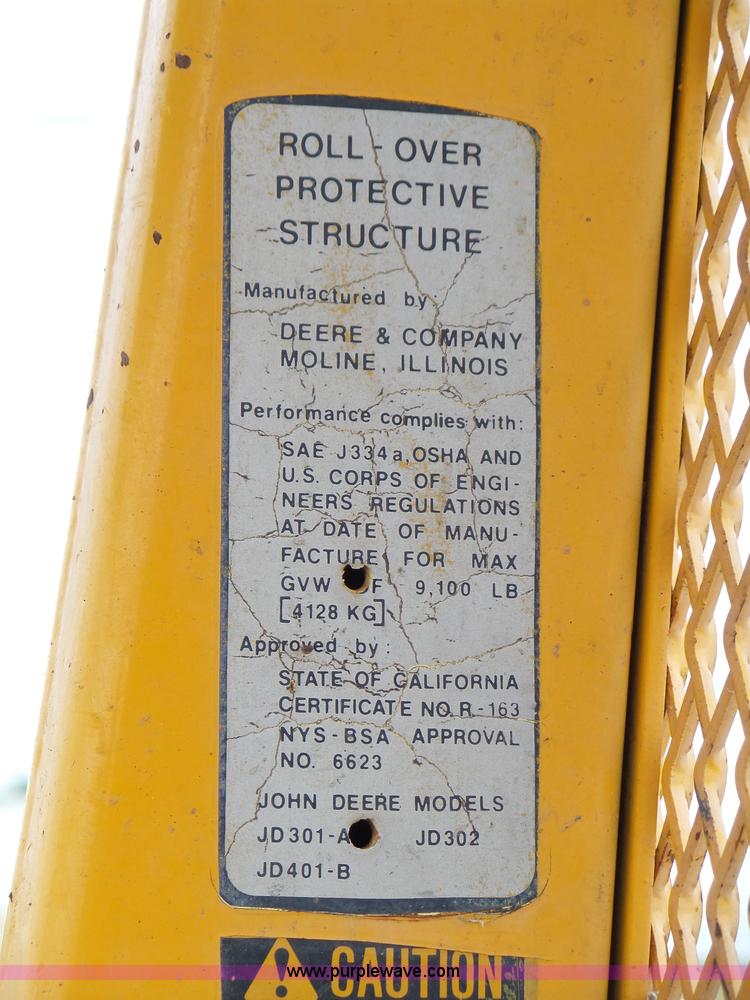 ROLL-OVER
PROTECTIVE
STRUCTURE
Manufactured by:
DEERE & COMPANY
MOLINE, ILLINOIS
Performance complies with:
SAE J334a, OSHA AND
U.S. CORPS OF ENGI-
NEERS REGULATIONS
AT DATE OF MANU-
FACTURE FOR MAX
GVW F 9,100 LB
[4128 KG]
Approved by:
STATE OF CALIFORNIA
CERTIFICATE NO. R-163
NYS-BSA APPROVAL
NO. 6623
JOHN DEERE MODELS
JD301-A JD302
JD401-B
CAUTION
www.purplewave.com